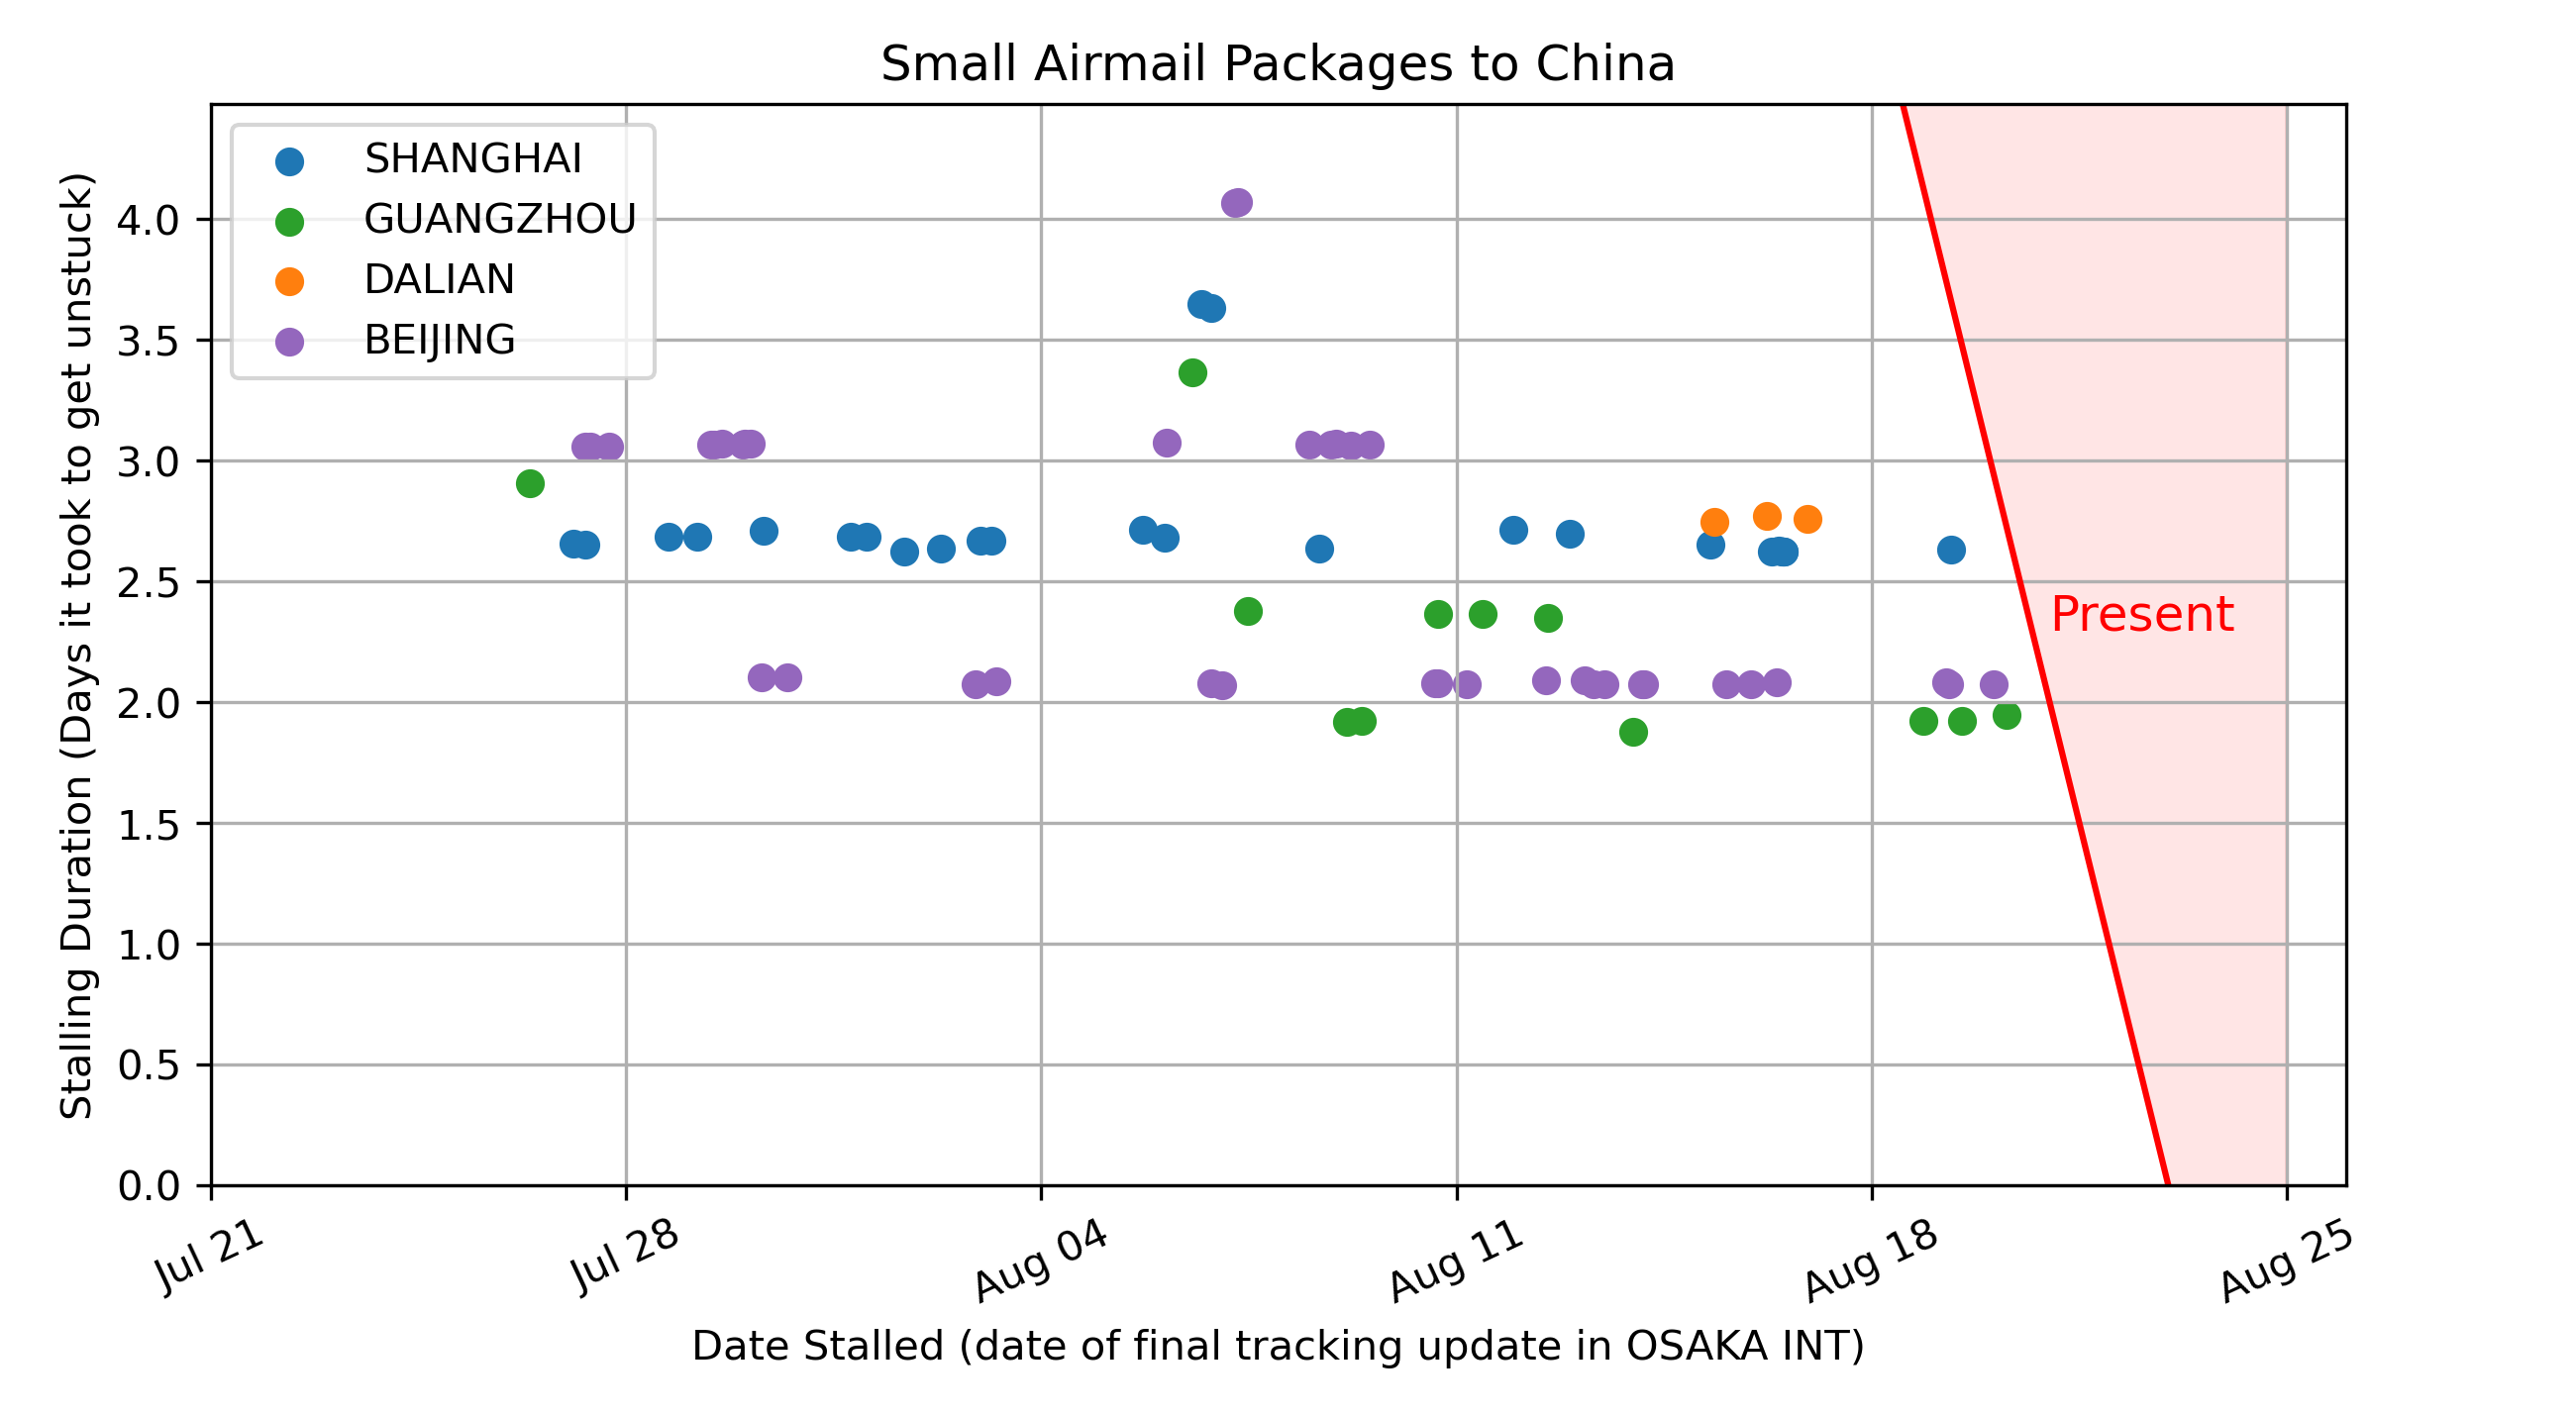 Small Airmail Packages to China
SHANGHAI
GUANGZHOU
DALIAN
BEIJING
Stalling Duration (Days it took to get unstuck)
4.0
3.5
3.0
2.5
2.0
1.5
1.0
0.5
0.0
Present
Jul 21
Jul 28
Aug 04
Aug 11
Aug 18
Aug 25
Date Stalled (date of final tracking update in OSAKA INT)